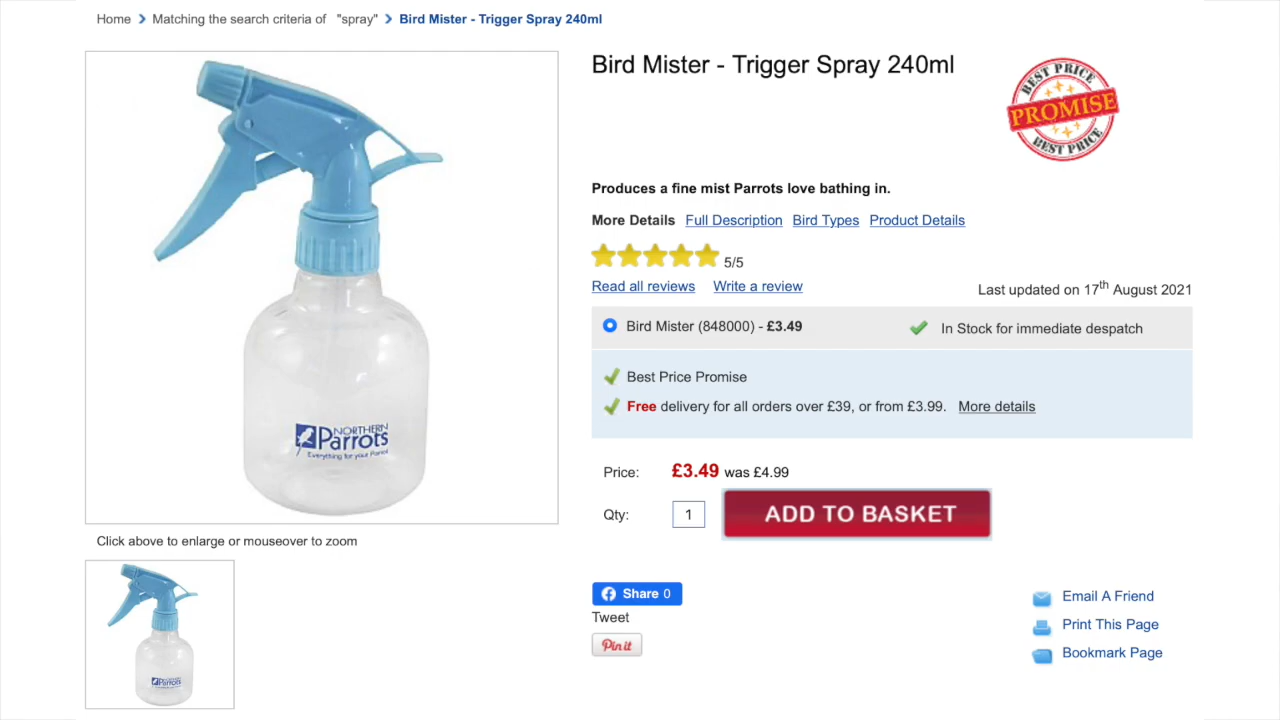 Home > Matching the search criteria of "spray" > Bird Mister - Trigger Spray 240ml
Bird Mister - Trigger Spray 240ml
BEST PRICE
PROMISE
BEST PRICE
Produces a fine mist Parrots love bathing in.
More Details Full Description Bird Types Product Details
5/5
Read all reviews Write a review
Last updated on 17th August 2021
Bird Mister (848000) - £3.49 In Stock for immediate despatch
Best Price Promise
Free delivery for all orders over £39, or from £3.99. More details
NORTHERN
Parrots
Everything for your Parrot
Price: £3.49 was £4.99
Qty: 1 ADD TO BASKET
Click above to enlarge or mouseover to zoom
NORTHERN
Parrots
Share 0
Tweet
Pin it
Email A Friend
Print This Page
Bookmark Page